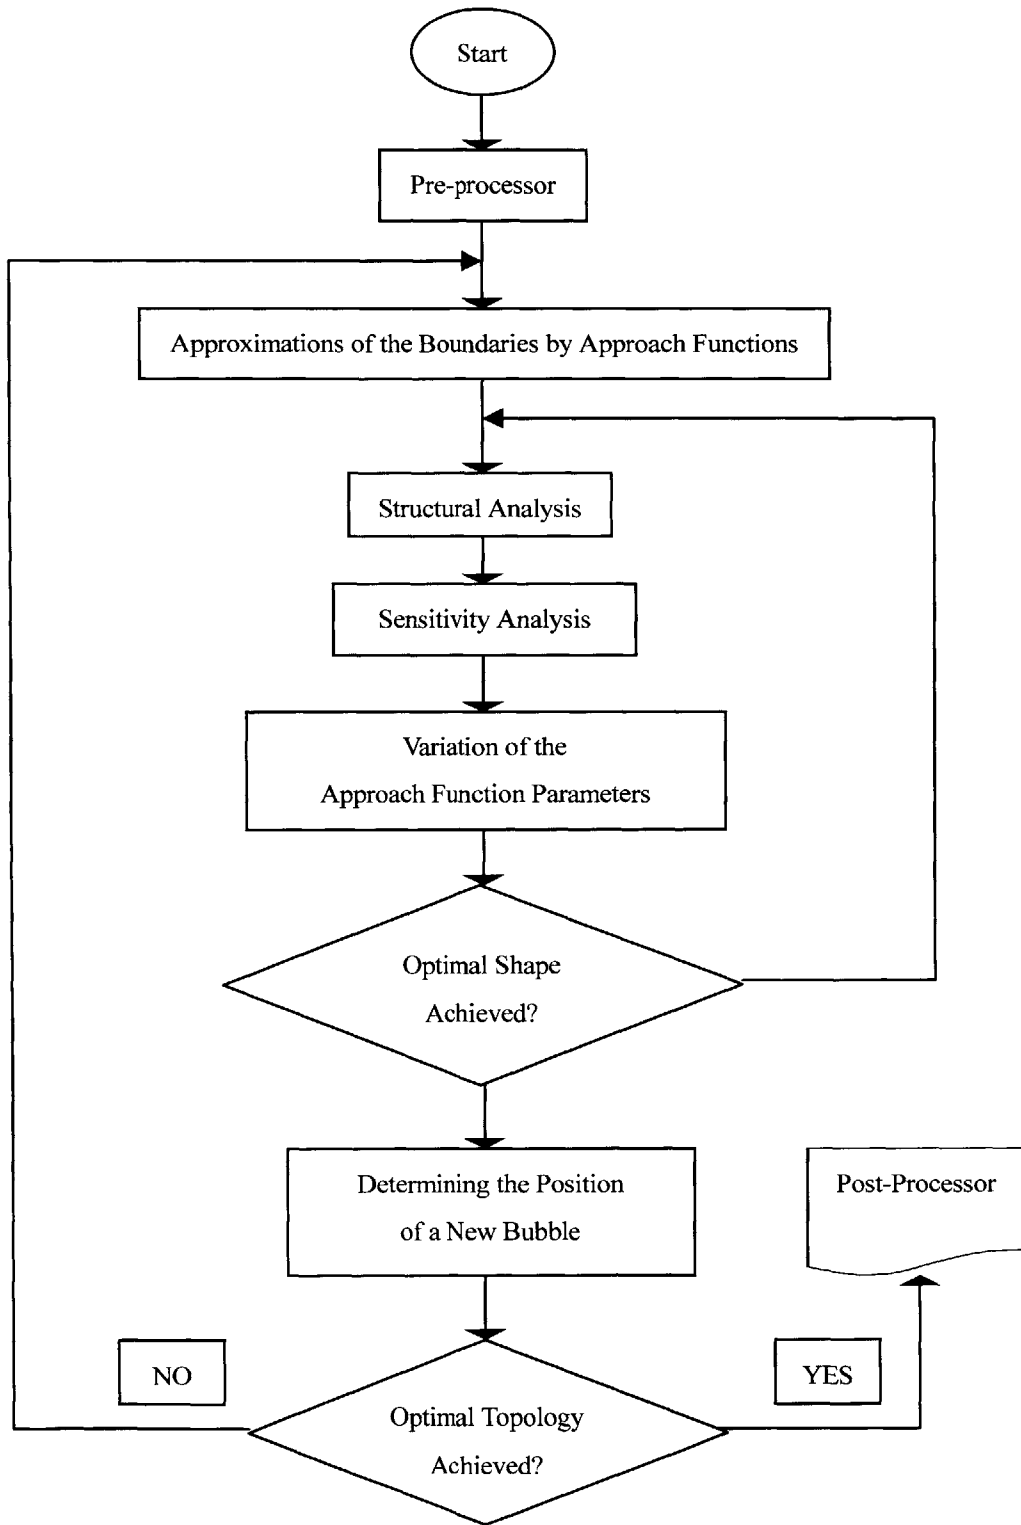 Start
Pre-processor
Approximations of the Boundaries by Approach Functions
Structural Analysis
Sensitivity Analysis
Variation of the
Approach Function Parameters
Optimal Shape
Achieved?
Determining the Position
of a New Bubble
Post-Processor
NO
YES
Optimal Topology
Achieved?